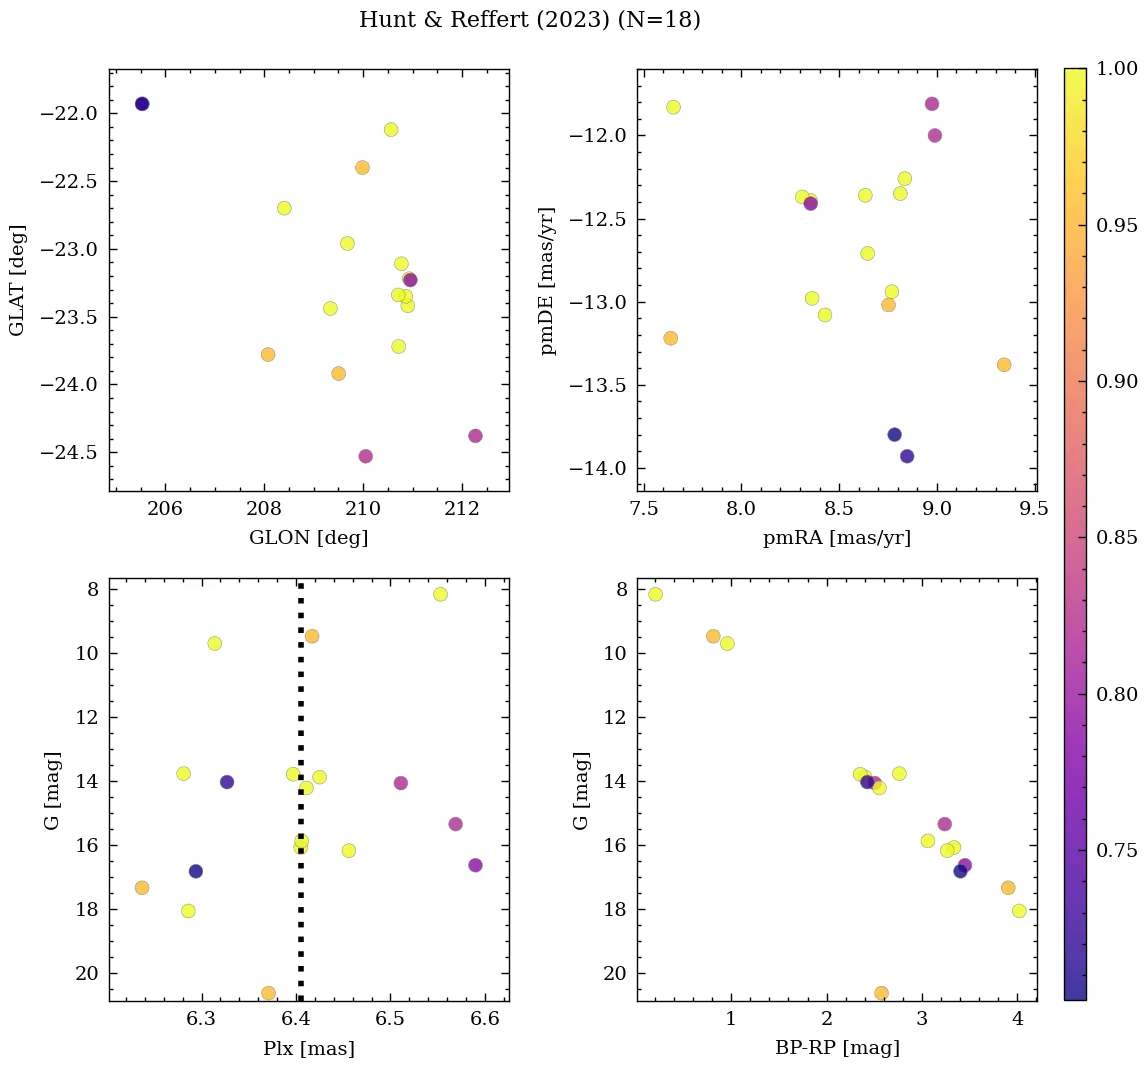 Hunt & Reffert (2023) (N=18)
−22.0
−22.5
−23.0
−23.5
−24.0
−24.5
GLAT [deg]
206 208 210 212
GLON [deg]
−12.0
−12.5
−13.0
−13.5
−14.0
pmDE [mas/yr]
7.5 8.0 8.5 9.0 9.5
pmRA [mas/yr]
8
10
12
14
16
18
20
G [mag]
6.3 6.4 6.5 6.6
Plx [mas]
8
10
12
14
16
18
20
G [mag]
1 2 3 4
BP-RP [mag]
1.00
0.95
0.90
0.85
0.80
0.75